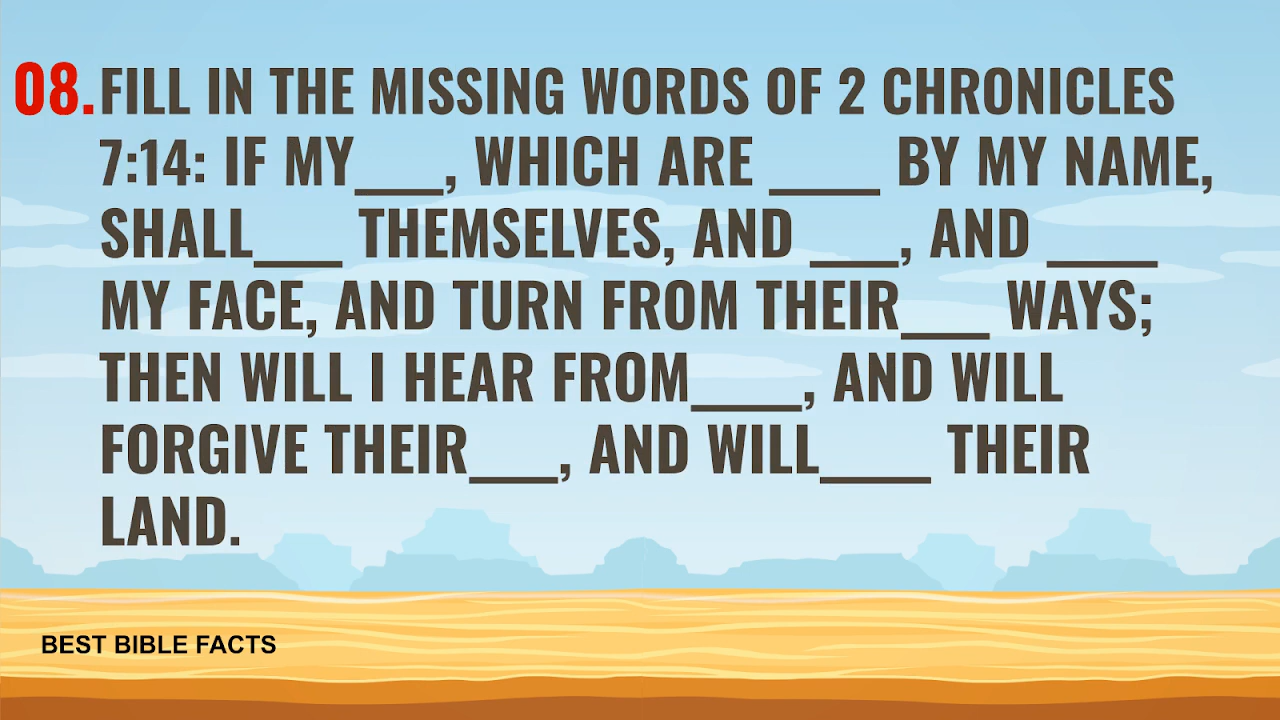 08. FILL IN THE MISSING WORDS OF 2 CHRONICLES
7:14: IF MY___, WHICH ARE ____ BY MY NAME,
SHALL___ THEMSELVES, AND ___, AND ____
MY FACE, AND TURN FROM THEIR___ WAYS;
THEN WILL I HEAR FROM____, AND WILL
FORGIVE THEIR___, AND WILL____ THEIR
LAND.
BEST BIBLE FACTS